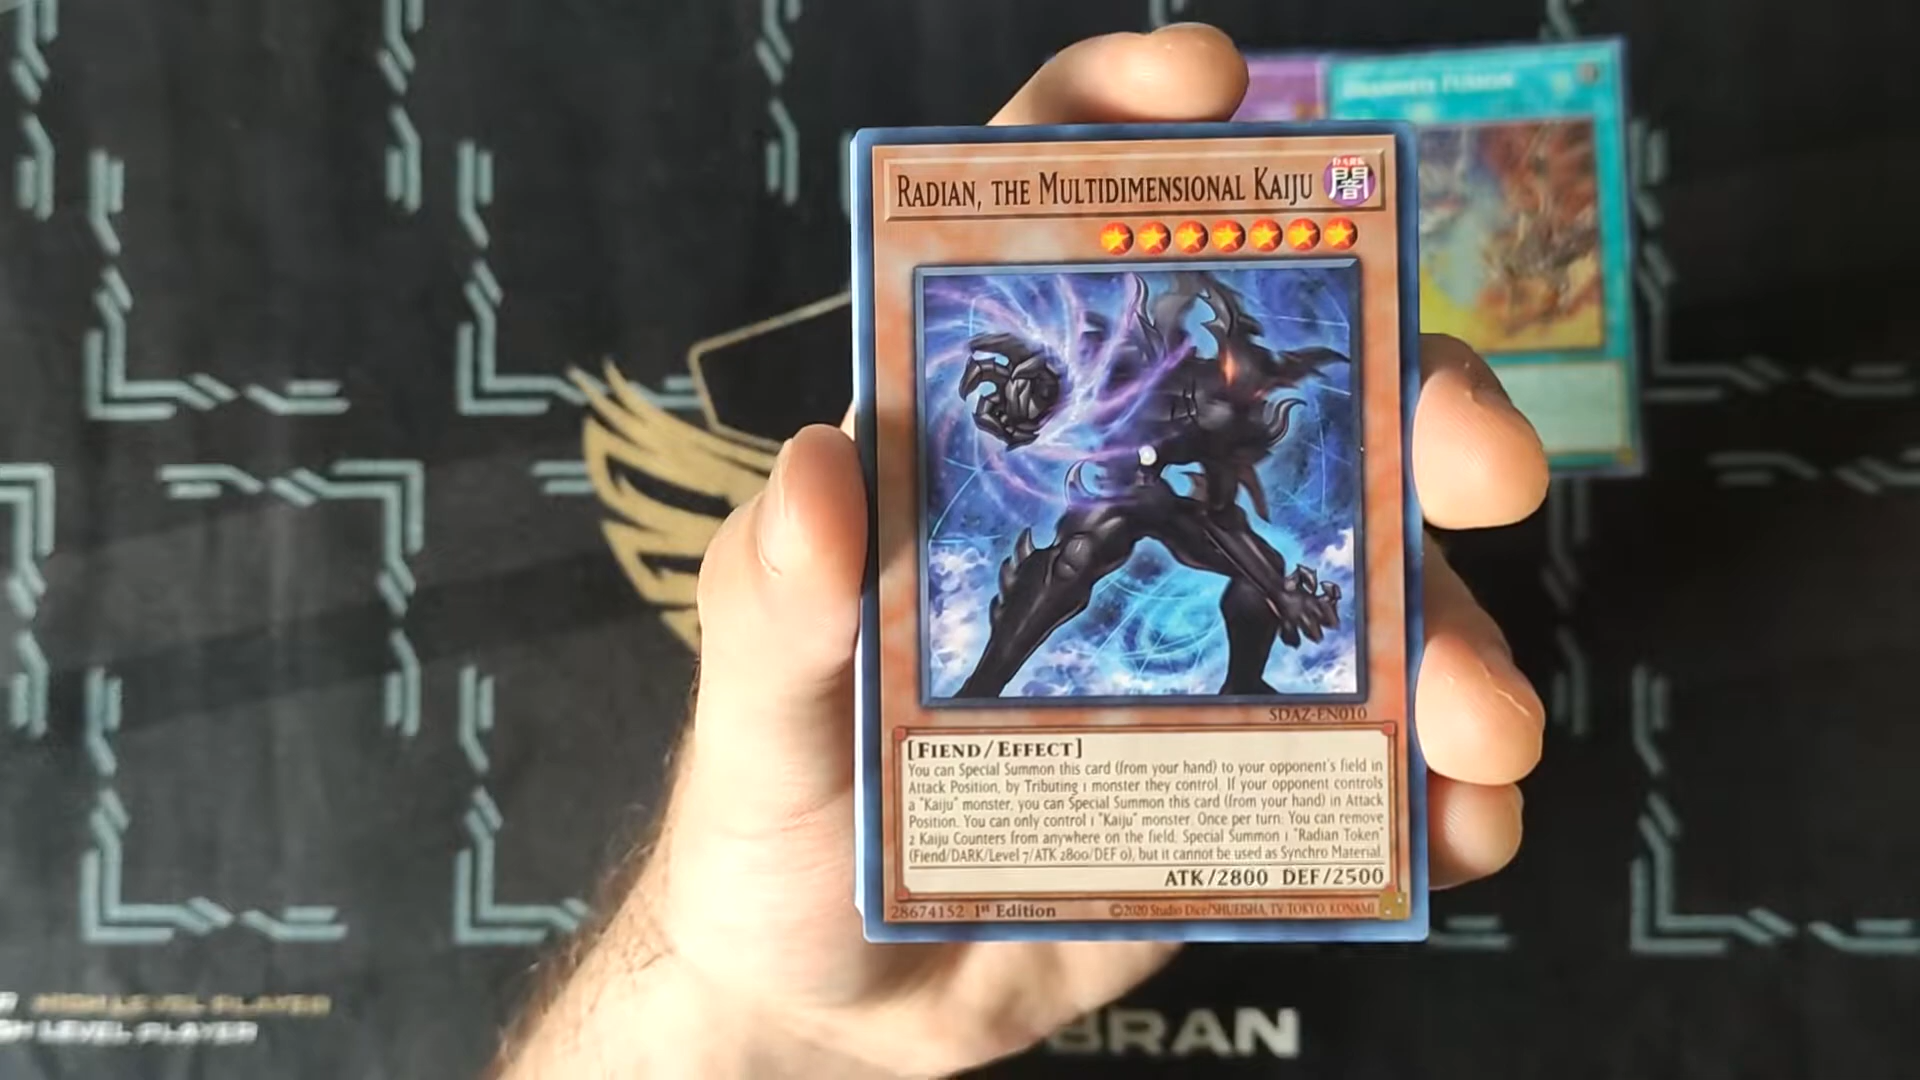 RADIAN, THE MULTIDIMENSIONAL KAIJU
DARK
闇
SDAZ-EN010
[FIEND/EFFECT]
You can Special Summon this card (from your hand) to your opponent's field in
Attack Position, by Tributing 1 monster they control. If your opponent controls
a "Kaiju" monster, you can Special Summon this card (from your hand) in Attack
Position. You can only control 1 "Kaiju" monster. Once per turn: You can remove
2 Kaiju Counters from anywhere on the field; Special Summon 1 "Radian Token"
(Fiend/DARK/Level 7/ATK 2800/DEF 0), but it cannot be used as Synchro Material.
ATK/2800 DEF/2500
28674152 1st Edition ©2020 Studio Dice/SHUEISHA, TV TOKYO, KONAMI
HIGH LEVEL PLAYER
GH LEVEL PLAYER
BRAN